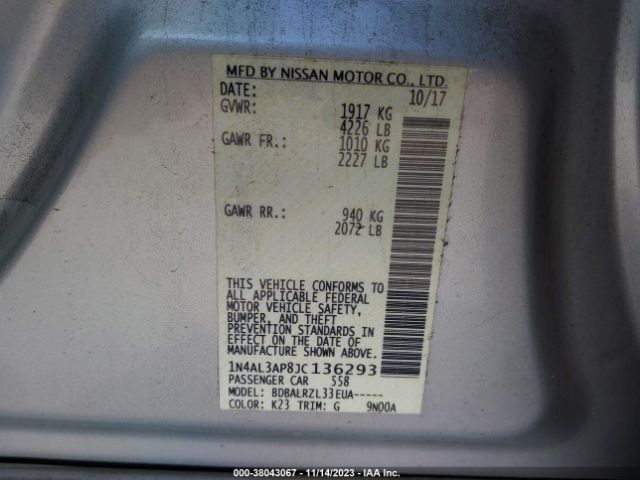 MFD BY NISSAN MOTOR CO., LTD.
DATE: 10/17
GVWR: 1917 KG
4226 LB
GAWR FR.: 1010 KG
2227 LB
GAWR RR.: 940 KG
2072 LB
THIS VEHICLE CONFORMS TO
ALL APPLICABLE FEDERAL
MOTOR VEHICLE SAFETY,
BUMPER, AND THEFT
PREVENTION STANDARDS IN
EFFECT ON THE DATE OF
MANUFACTURE SHOWN ABOVE.
1N4AL3AP8JC136293
PASSENGER CAR 558
MODEL: BDBALRZL33EUA-----
COLOR: K23 TRIM: G 9N00A
000-38043067 — 11/14/2023 — IAA Inc.